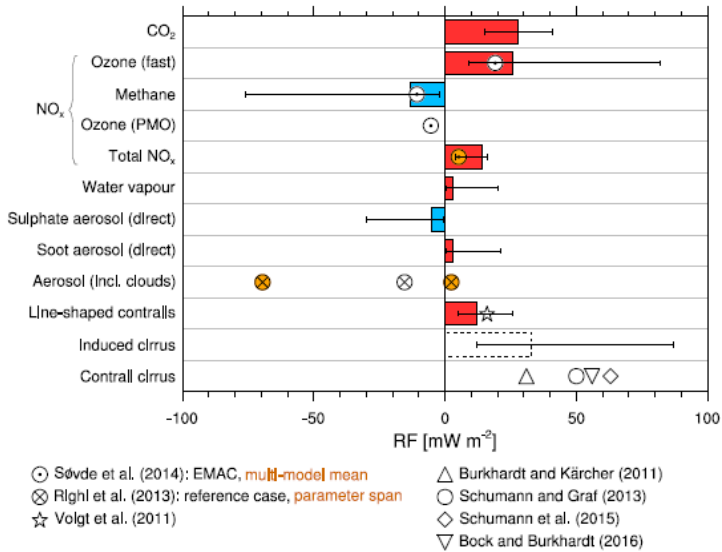 CO2
Ozone (fast)
Methane
NOx
Ozone (PMO)
Total NOx
Water vapour
Sulphate aerosol (direct)
Soot aerosol (direct)
Aerosol (Incl. clouds)
Line-shaped contrails
Induced cirrus
Contrail cirrus
-100 -50 0 50 100
RF [mW m-2]
Søvde et al. (2014): EMAC, multi-model mean
Righi et al. (2013): reference case, parameter span
Voigt et al. (2011)
Burkhardt and Kärcher (2011)
Schumann and Graf (2013)
Schumann et al. (2015)
Bock and Burkhardt (2016)